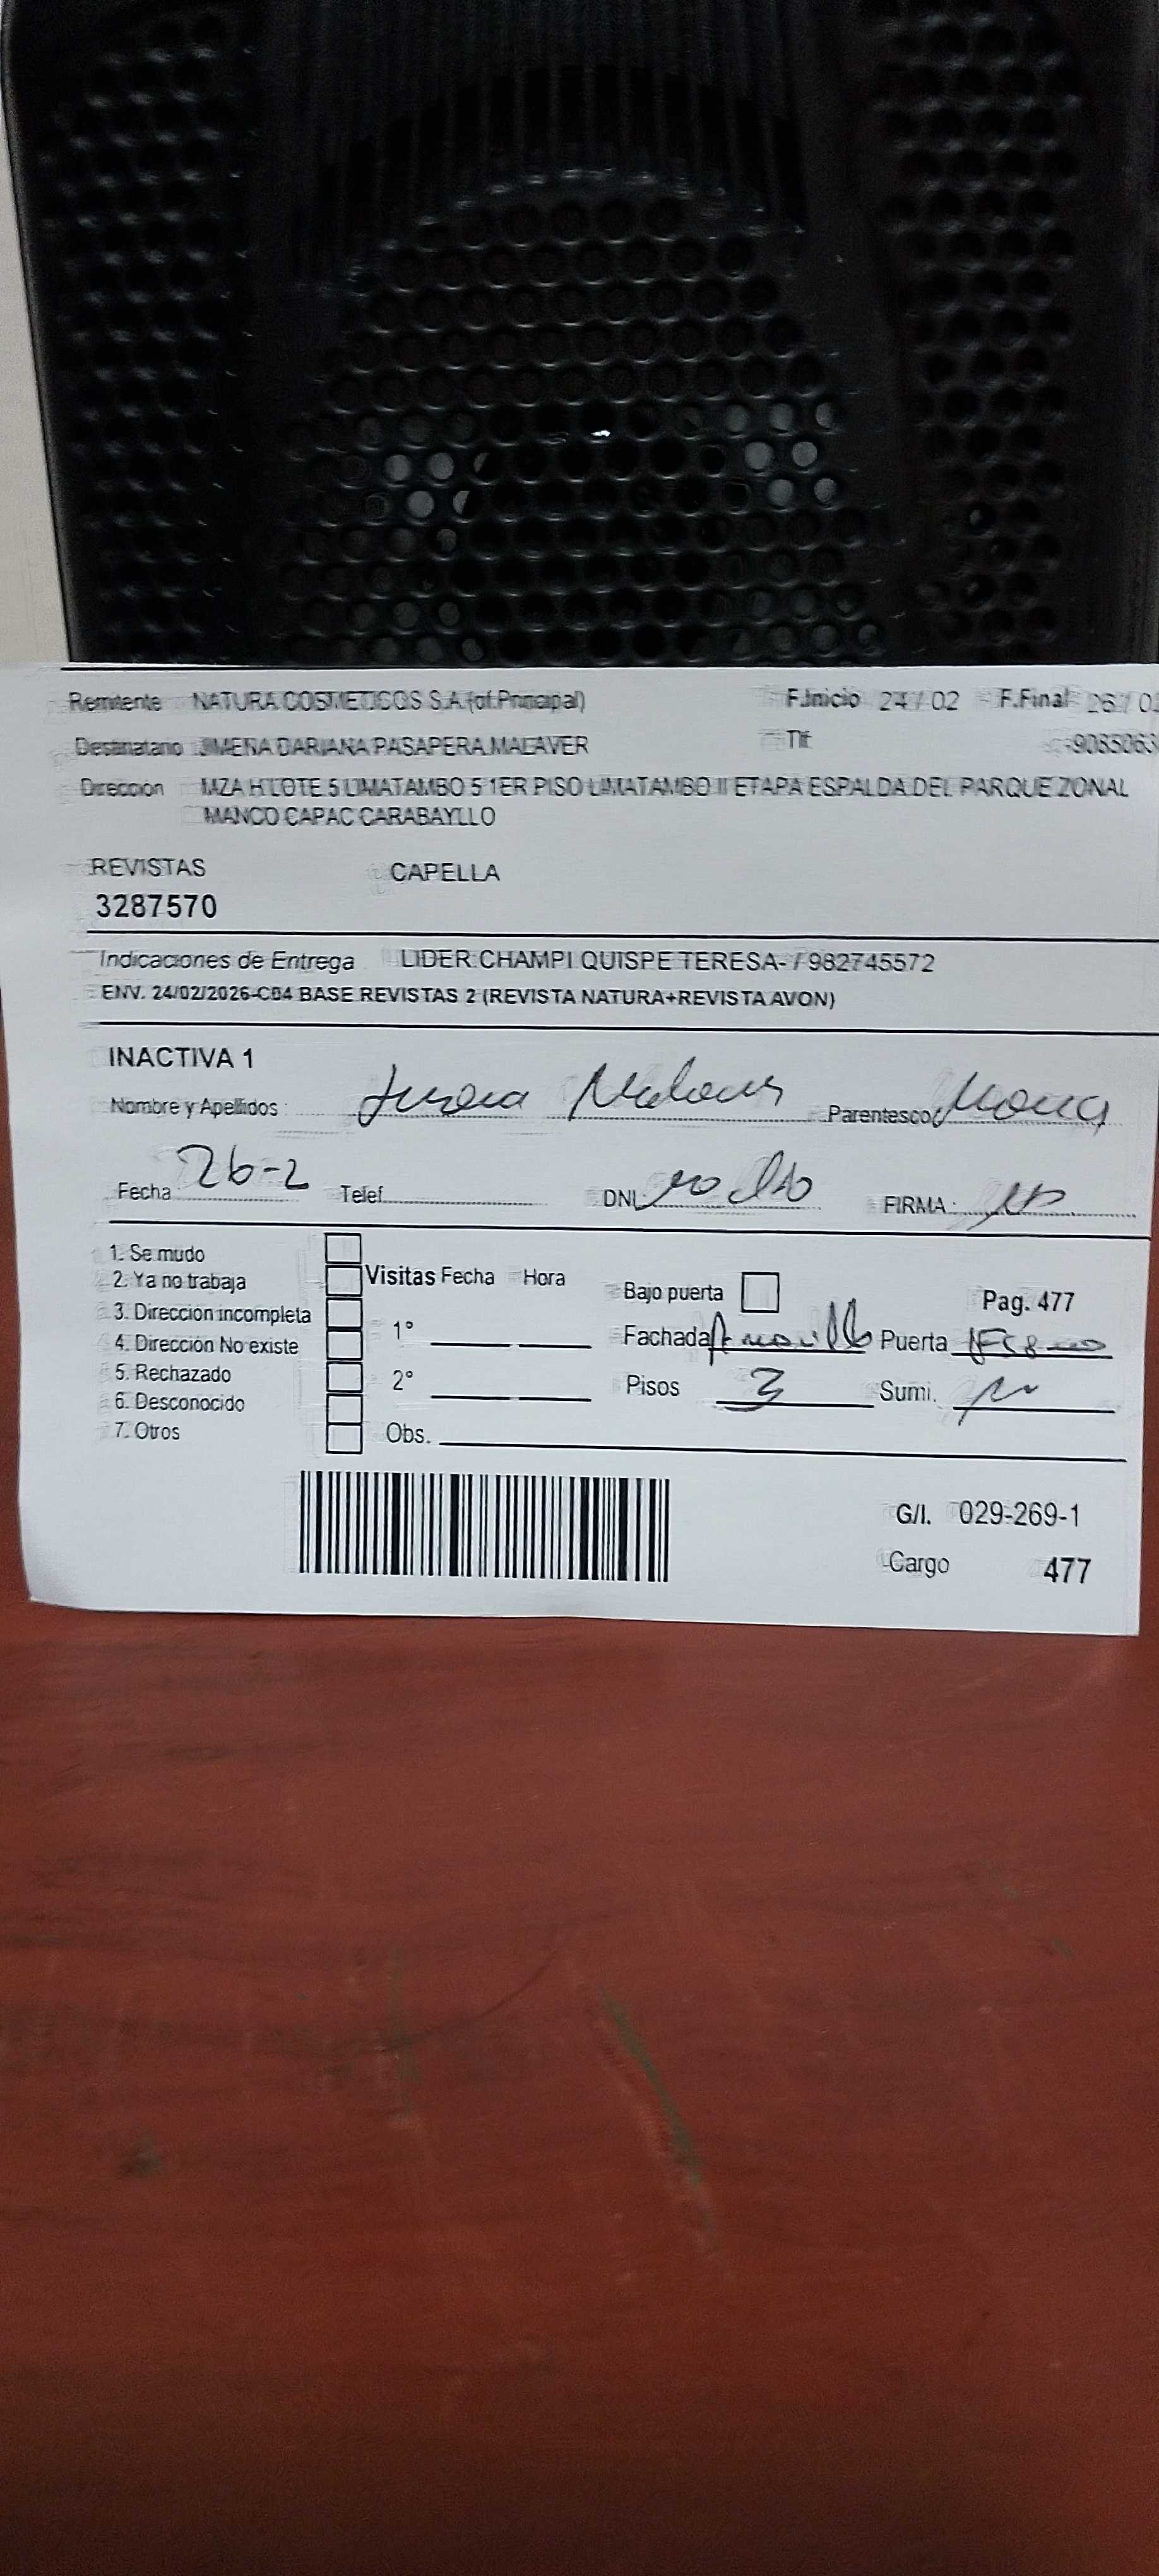 Remitente NATURA COSMETICOS S.A.(of.Principal) F.Inicio 24/02 F.Final 26/0
Destinatario JIMENA DARIANA PASAPERA MALAVER Tlf. -9085063
Dirección MZA H LOTE 5 LIMATAMBO 5 1ER PISO LIMATAMBO II ETAPA ESPALDA DEL PARQUE ZONAL
MANCO CAPAC CARABAYLLO
REVISTAS CAPELLA
3287570
Indicaciones de Entrega LIDER:CHAMPI QUISPE TERESA- / 982745572
ENV. 24/02/2026-C04 BASE REVISTAS 2 (REVISTA NATURA+REVISTA AVON)
INACTIVA 1
Nombre y Apellidos Parentesco
Fecha 26-2 Telef. DNI FIRMA:
1. Se mudo
2. Ya no trabaja Visitas Fecha Hora Bajo puerta Pag. 477
3. Dirección incompleta
4. Dirección No existe 1° Fachada Amarillo Puerta
5. Rechazado 2° Pisos 3 Sumi.
6. Desconocido
7. Otros Obs.
G/I. 029-269-1
Cargo 477